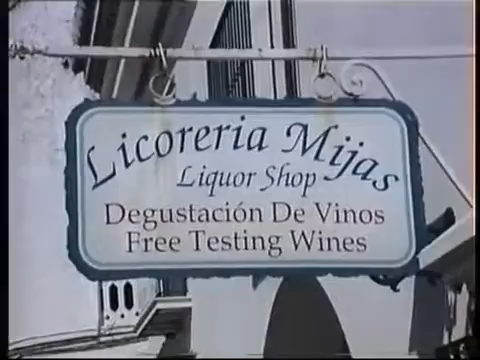 Licoreria Mijas
Liquor Shop
Degustación De Vinos
Free Testing Wines